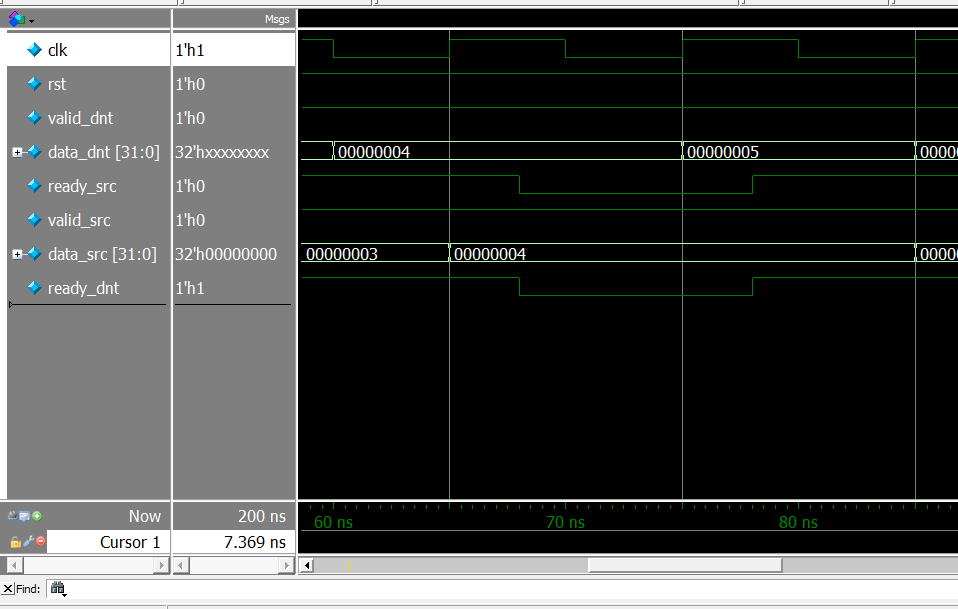 Msgs
clk 1'h1
rst 1'h0
valid_dnt 1'h0
data_dnt [31:0] 32'hxxxxxxxx 00000004 00000005 0000
ready_src 1'h0
valid_src 1'h0
data_src [31:0] 32'h00000000 00000003 00000004 0000
ready_dnt 1'h1
Now 200 ns 60 ns 70 ns 80 ns
Cursor 1 7.369 ns
Find: